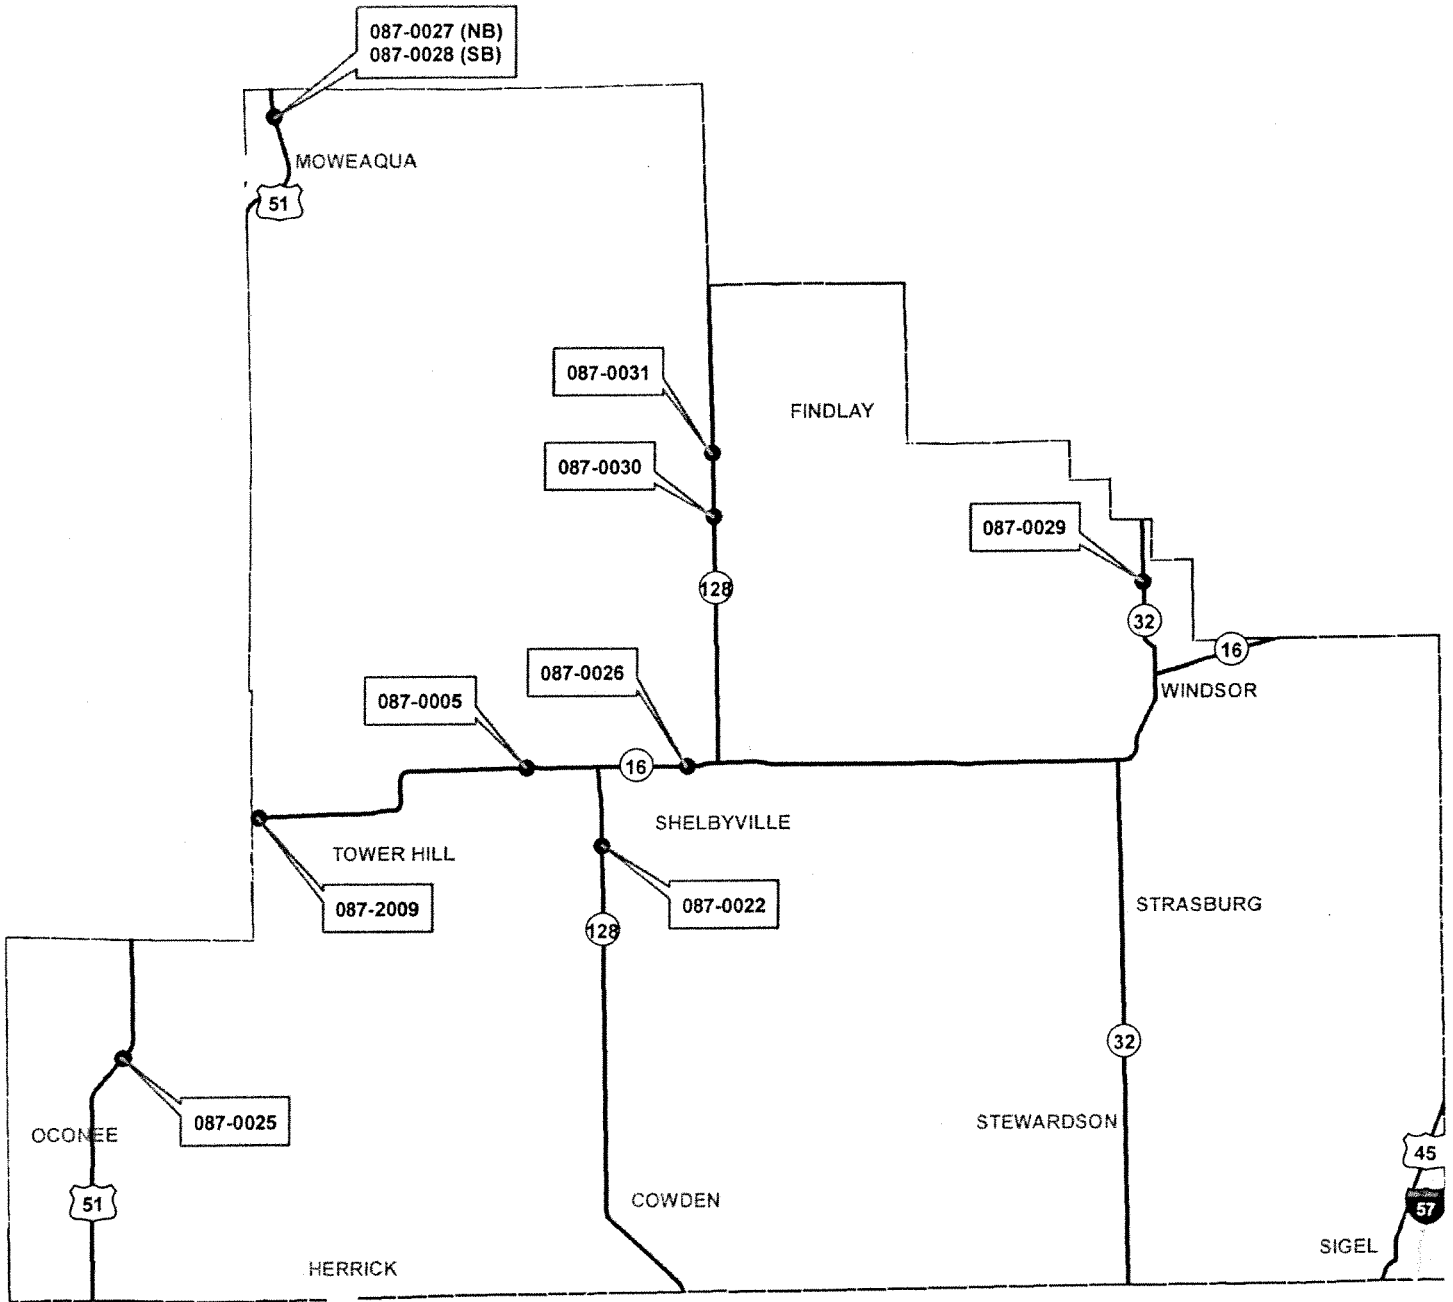 087-0027 (NB)
087-0028 (SB)
MOWEAQUA
51
087-0031
FINDLAY
087-0030
087-0029
128
32
16
087-0026
087-0005
WINDSOR
16
SHELBYVILLE
TOWER HILL
087-2009
087-0022
STRASBURG
128
32
087-0025
OCONEE
STEWARDSON
45
51
COWDEN
57
SIGEL
HERRICK